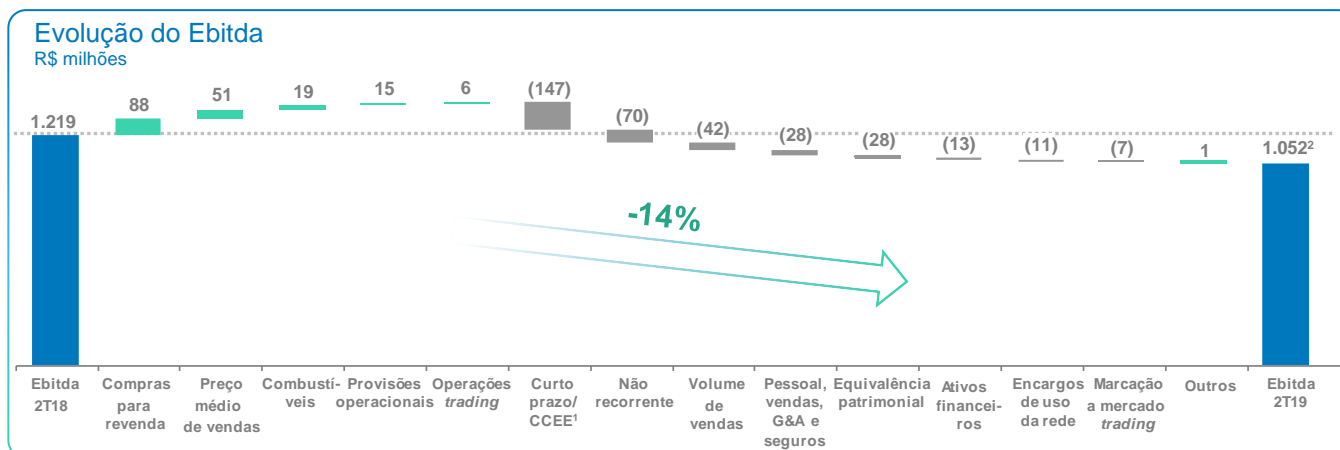 Evolução do Ebitda
R$ milhões
1.219
88
51
19
15
6
(147)
(70)
(42)
(28)
(28)
(13)
(11)
(7)
1
1.052²
-14%
Ebitda
2T18
Compras
para
revenda
Preço
médio
de vendas
Combustí-
veis
Provisões
operacionais
Operações
trading
Curto
prazo/
CCEE¹
Não
recorrente
Volume
de
vendas
Pessoal,
vendas,
G&A e
seguros
Equivalência
patrimonial
Ativos
financei-
ros
Encargos
de uso
da rede
Marcação
a mercado
trading
Outros
Ebitda
2T19